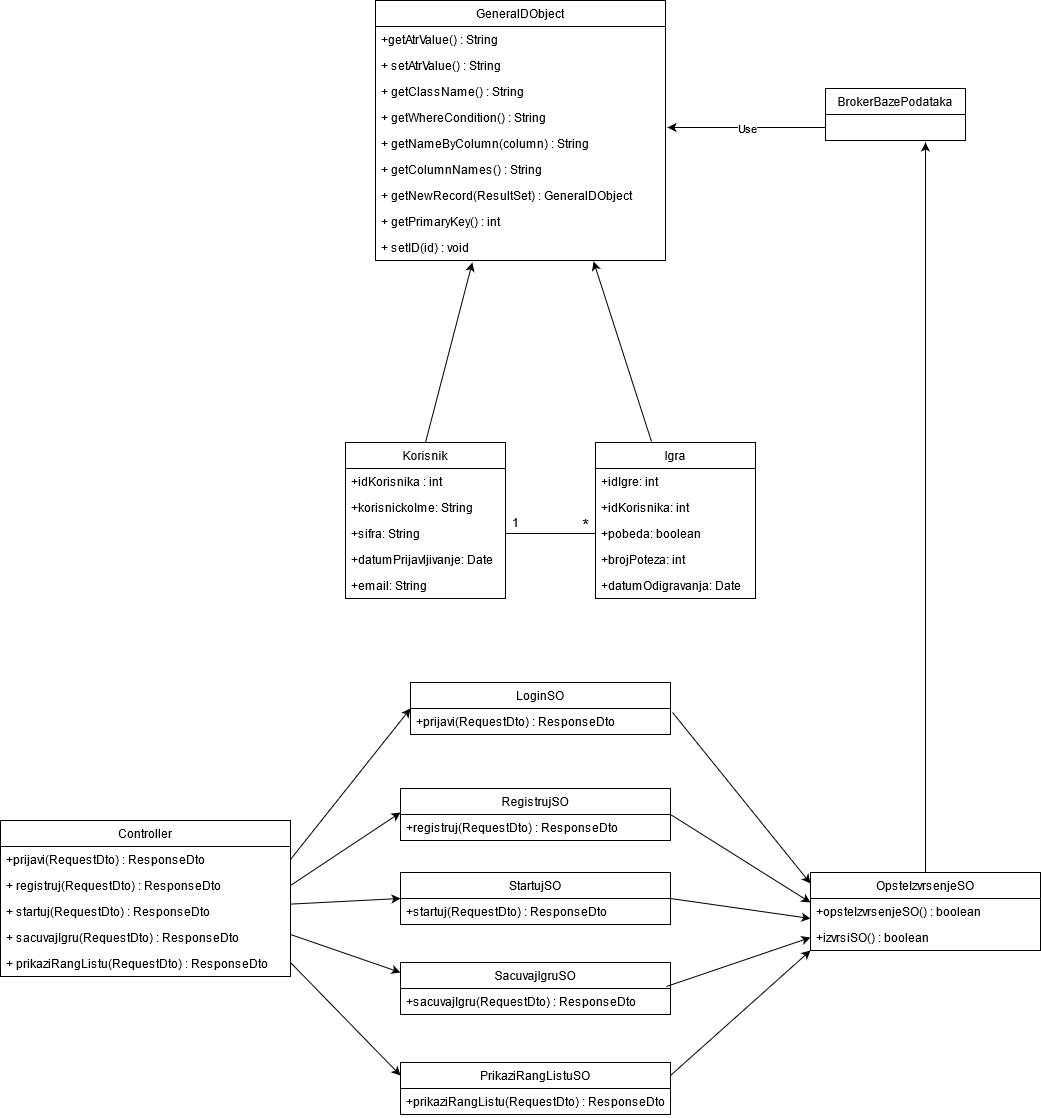 GeneralDObject
+getAtrValue() : String
+ setAtrValue() : String
+ getClassName() : String
+ getWhereCondition() : String
+ getNameByColumn(column) : String
+ getColumnNames() : String
+ getNewRecord(ResultSet) : GeneralDObject
+ getPrimaryKey() : int
+ setID(id) : void
BrokerBazePodataka
Use
Korisnik
+idKorisnika : int
+korisnickoIme: String
+sifra: String
+datumPrijavljivanje: Date
+email: String
1
*
Igra
+idIgre: int
+idKorisnika: int
+pobeda: boolean
+brojPoteza: int
+datumOdigravanja: Date
LoginSO
+prijavi(RequestDto) : ResponseDto
RegistrujSO
+registruj(RequestDto) : ResponseDto
Controller
+prijavi(RequestDto) : ResponseDto
+ registruj(RequestDto) : ResponseDto
+ startuj(RequestDto) : ResponseDto
+ sacuvajIgru(RequestDto) : ResponseDto
+ prikaziRangListu(RequestDto) : ResponseDto
StartujSO
+startuj(RequestDto) : ResponseDto
OpsteIzvrsenjeSO
+opsteIzvrsenjeSO() : boolean
+izvrsiSO() : boolean
SacuvajIgruSO
+sacuvajIgru(RequestDto) : ResponseDto
PrikaziRangListuSO
+prikaziRangListu(RequestDto) : ResponseDto